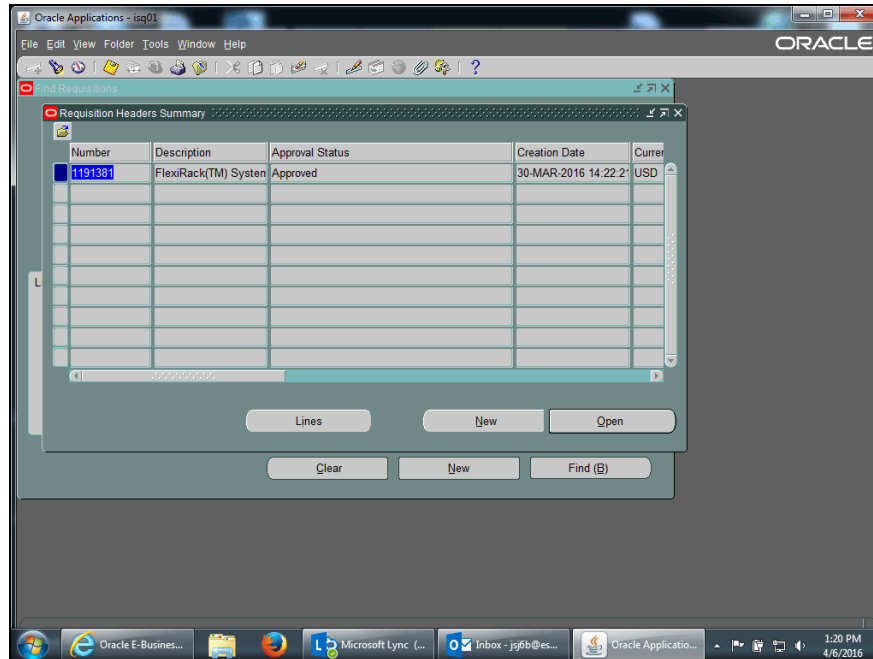 Oracle Applications - isq01
File Edit View Folder Tools Window Help
ORACLE
Find Requisitions
Requisition Headers Summary
Number Description Approval Status Creation Date Curren
1191381 FlexiRack(TM) System Approved 30-MAR-2016 14:22:21 USD
L
Lines New Open
Clear New Find (B)
Oracle E-Busines... Microsoft Lync (... Inbox - jsj6b@es... Oracle Applicatio... 1:20 PM
4/6/2016